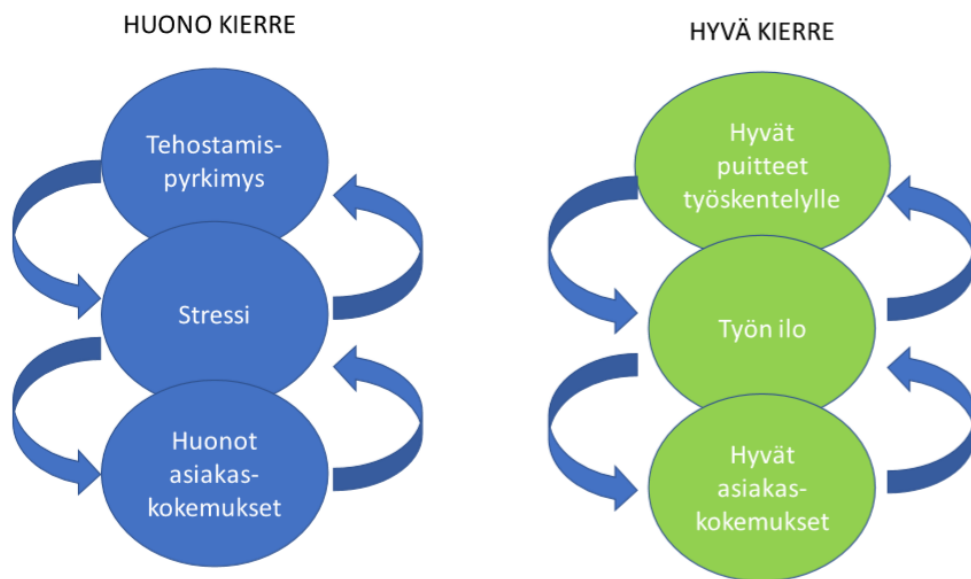 HUONO KIERRE
Tehostamis-
pyrkimys
Stressi
Huonot
asiakas-
kokemukset
HYVÄ KIERRE
Hyvät
puitteet
työskentelylle
Työn ilo
Hyvät
asiakas-
kokemukset